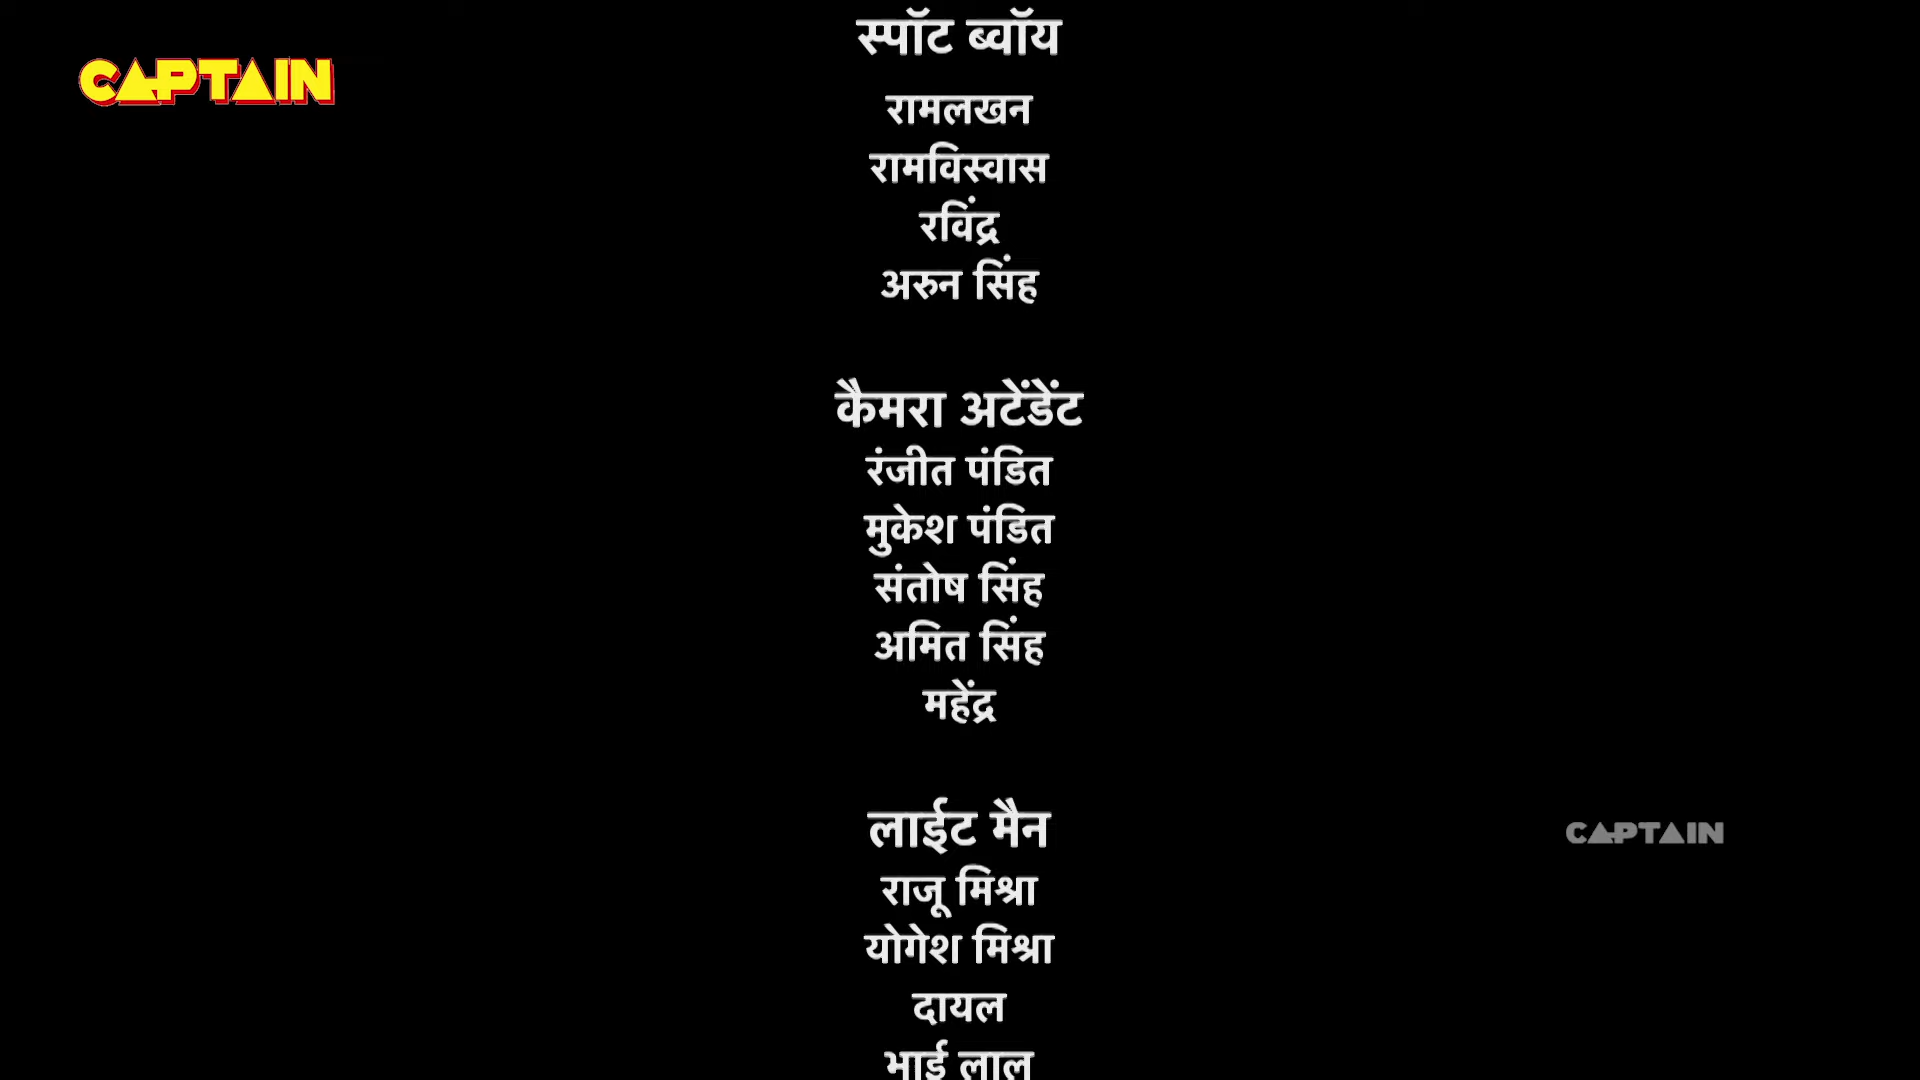 स्पॉट ब्वॉय
CAPTAIN
रामलखन
रामविस्वास
रविंद्र
अरुन सिंह
कैमरा अटेंडेंट
रंजीत पंडित
मुकेश पंडित
संतोष सिंह
अमित सिंह
महेंद्र
लाईट मैन
CAPTAIN
राजू मिश्रा
योगेश मिश्रा
दायल
भाई लाल